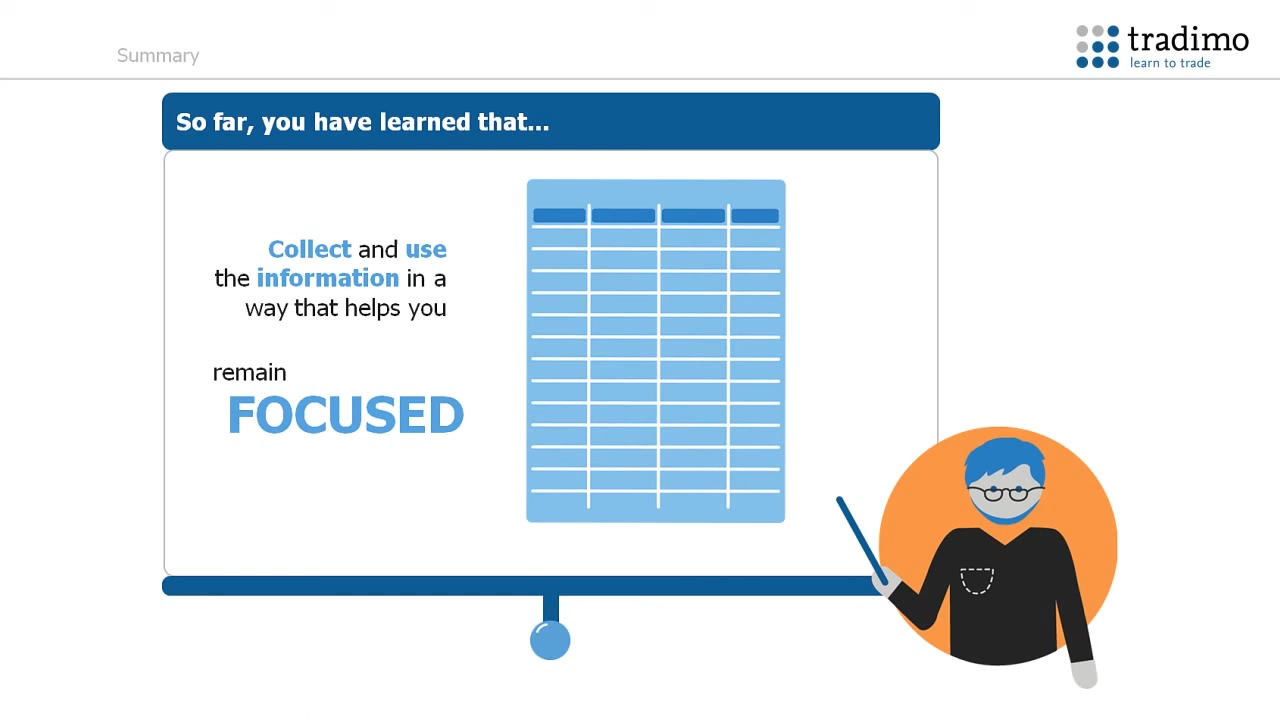 Summary
tradimo
learn to trade
So far, you have learned that...
Collect and use
the information in a
way that helps you
remain
FOCUSED